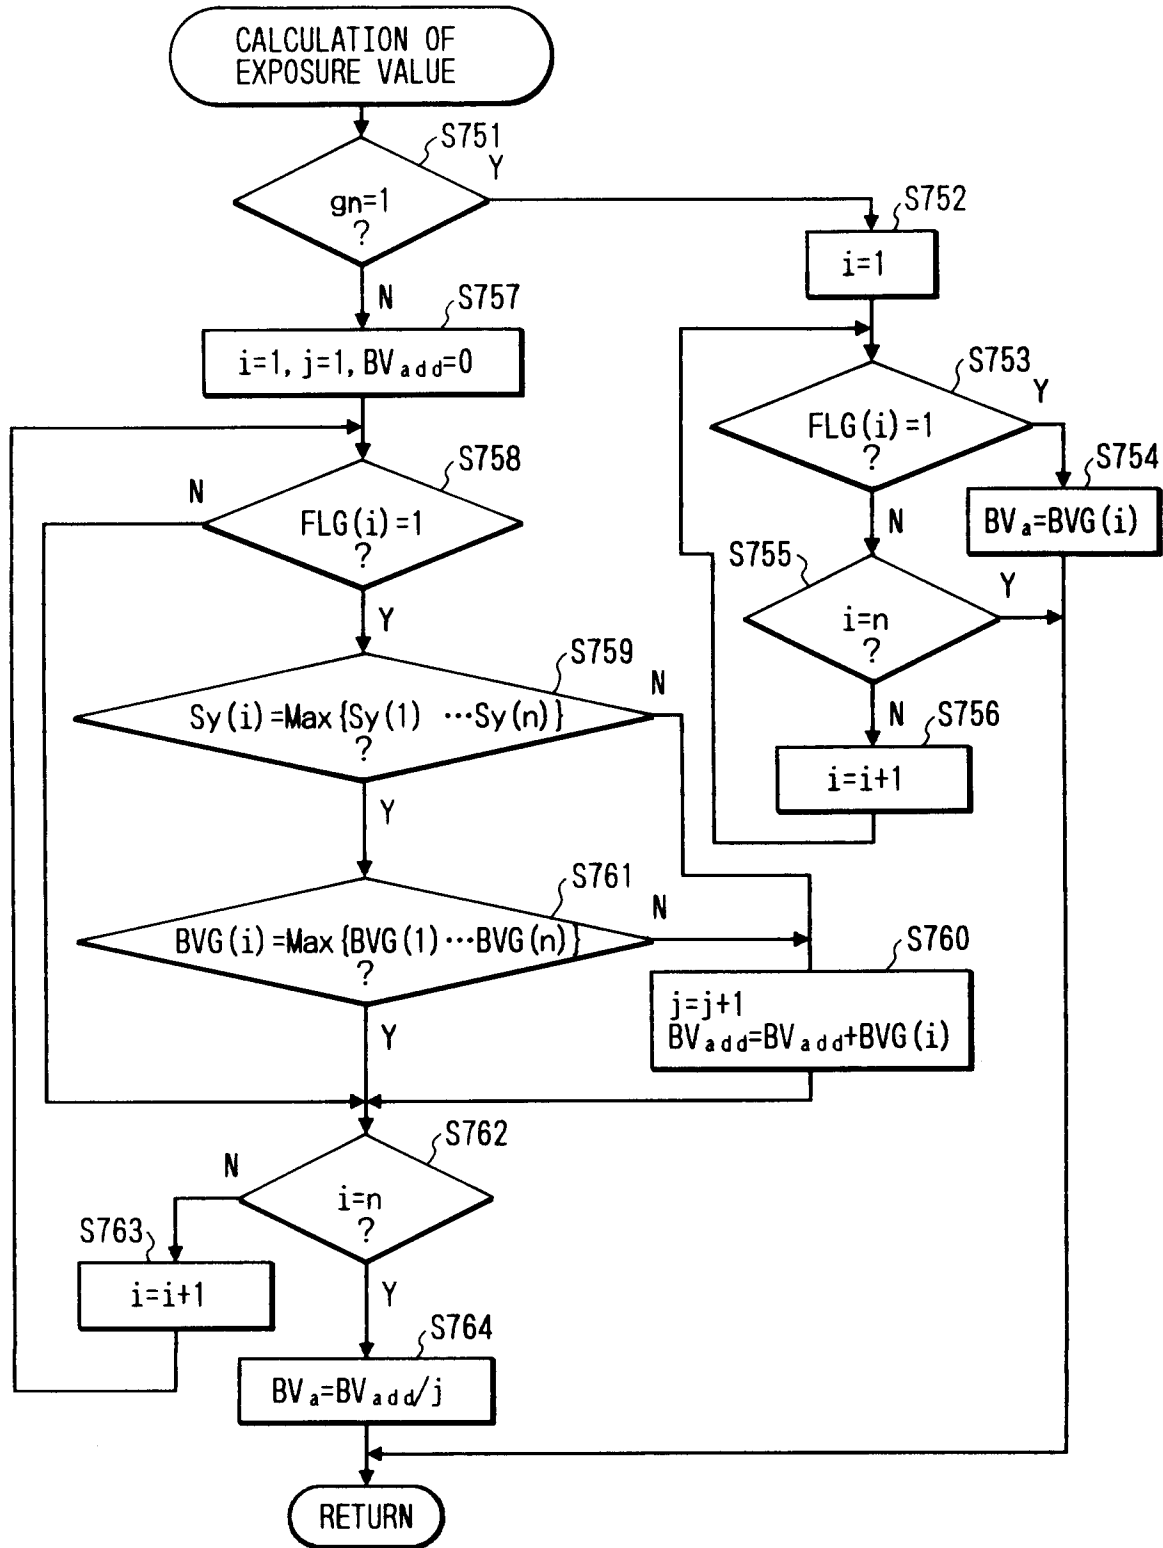 CALCULATION OF
EXPOSURE VALUE
S751
Y
gn=1
?
N
S752
i=1
S757
i=1, j=1, BVadd=0
S753
Y
FLG(i)=1
?
N
S754
BVa=BVG(i)
S755
Y
i=n
?
N
S756
i=i+1
S758
N
FLG(i)=1
?
Y
S759
N
Sy(i)=Max{Sy(1) ···Sy(n)}
?
Y
S761
N
BVG(i)=Max{BVG(1)···BVG(n)}
?
Y
S760
j=j+1
BVadd=BVadd+BVG(i)
S762
N
i=n
?
Y
S763
i=i+1
S764
BVa=BVadd/j
RETURN